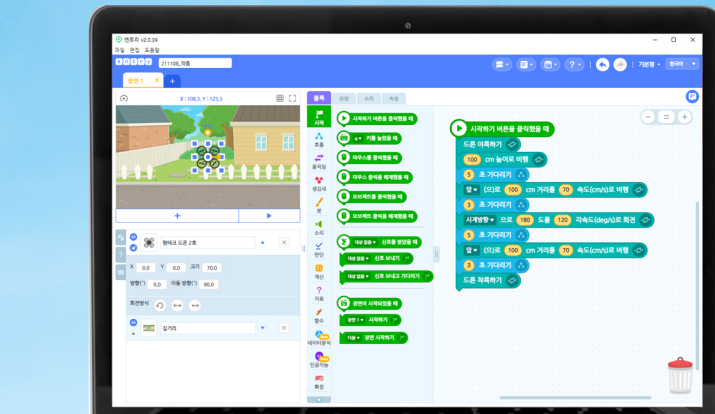 엔트리 v2.0.39
파일 편집 도움말
entry 211108_작품
기본형 한국어
장면 1 × +
X : 108.5, Y : 125.3
블록 모양 소리 속성
시작
흐름
움직임
생김새
붓
소리
판단
계산
자료
함수
데이터분석
인공지능
확장
시작하기 버튼을 클릭했을 때
q 키를 눌렀을 때
마우스를 클릭했을 때
마우스 클릭을 해제했을 때
오브젝트를 클릭했을 때
오브젝트 클릭을 해제했을 때
대상 없음 신호를 받았을 때
대상 없음 신호 보내기
대상 없음 신호 보내고 기다리기
장면이 시작되었을 때
장면 1 시작하기
다음 장면 시작하기
시작하기 버튼을 클릭했을 때
드론 이륙하기
100 cm 높이로 비행
5 초 기다리기
앞 (으)로 100 cm 거리를 70 속도(cm/s)로 비행
3 초 기다리기
시계방향 으로 180 도를 120 각속도(deg/s)로 회전
5 초 기다리기
앞 (으)로 100 cm 거리를 70 속도(cm/s)로 비행
3 초 기다리기
드론 착륙하기
+
드론 2호
X 0.0 Y 0.0 크기 70.0
방향(°) 0.0 이동 방향(°) 90.0
회전방식
길거리